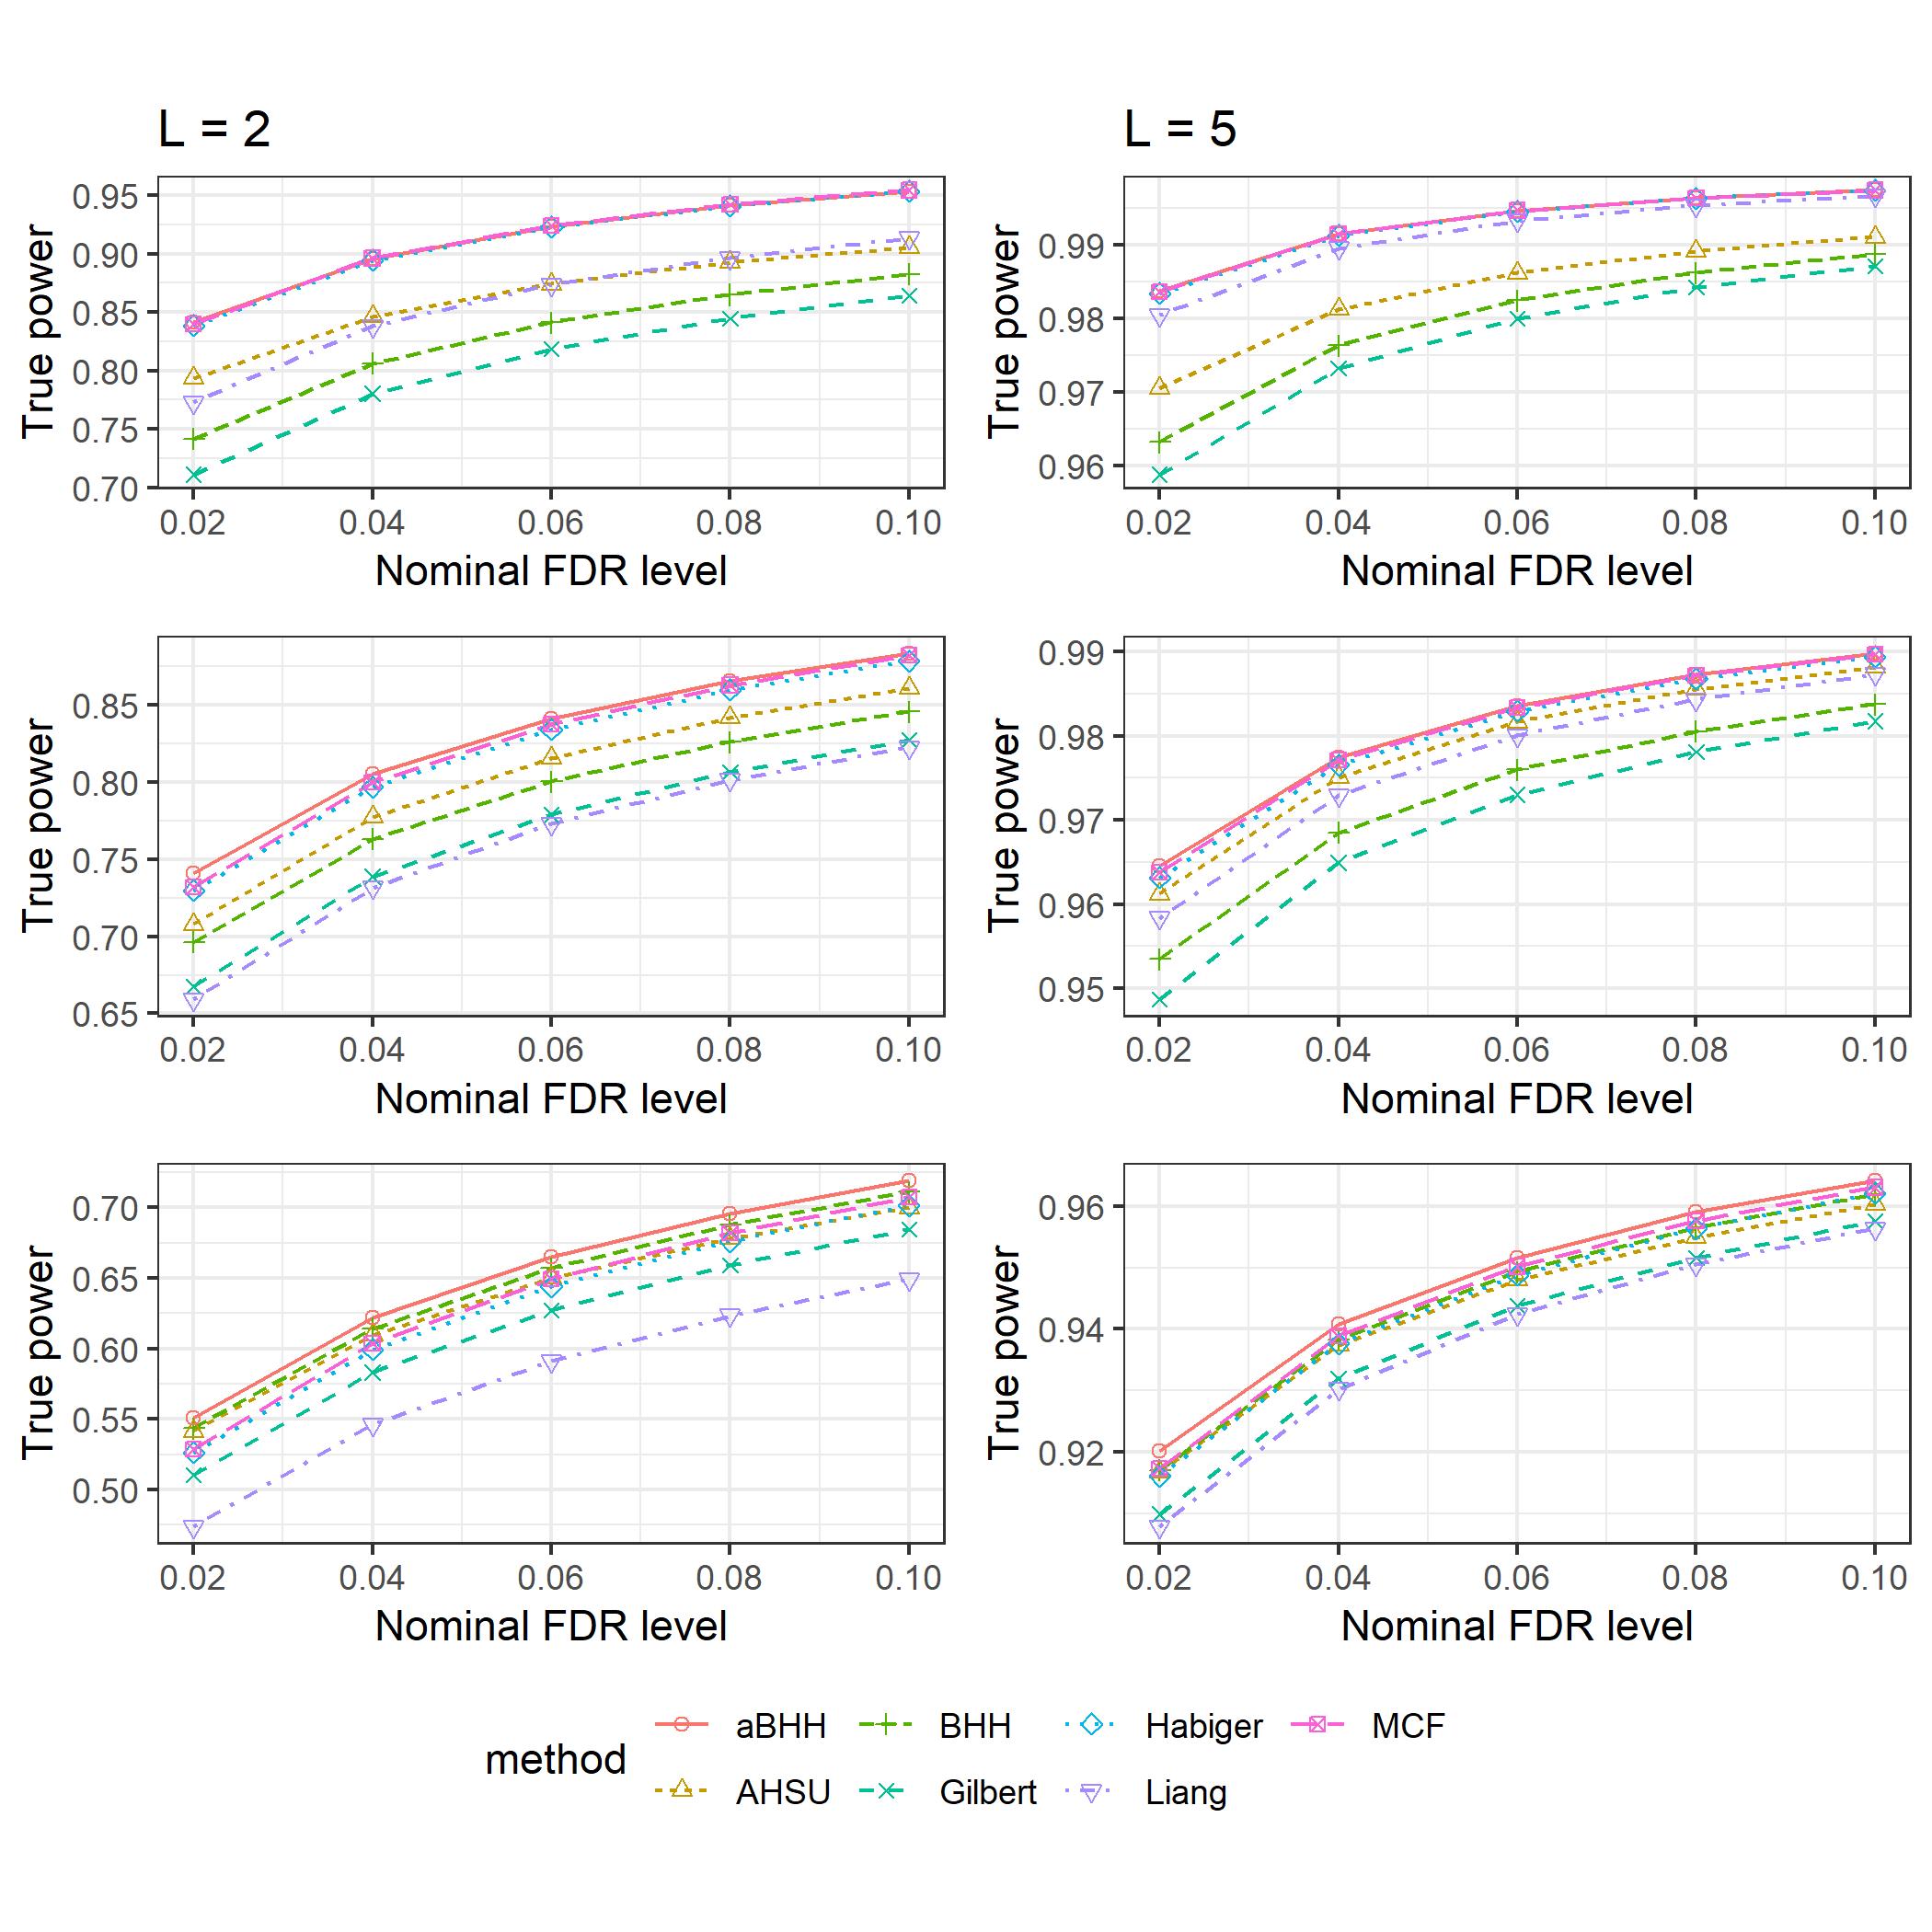 L = 2
L = 5
True power
0.95
0.90
0.85
0.80
0.75
0.70
0.02 0.04 0.06 0.08 0.10
Nominal FDR level
True power
0.99
0.98
0.97
0.96
0.02 0.04 0.06 0.08 0.10
Nominal FDR level
True power
0.85
0.80
0.75
0.70
0.65
0.02 0.04 0.06 0.08 0.10
Nominal FDR level
True power
0.99
0.98
0.97
0.96
0.95
0.02 0.04 0.06 0.08 0.10
Nominal FDR level
True power
0.70
0.65
0.60
0.55
0.50
0.02 0.04 0.06 0.08 0.10
Nominal FDR level
True power
0.96
0.94
0.92
0.02 0.04 0.06 0.08 0.10
Nominal FDR level
method
aBHH BHH Habiger MCF
AHSU Gilbert Liang